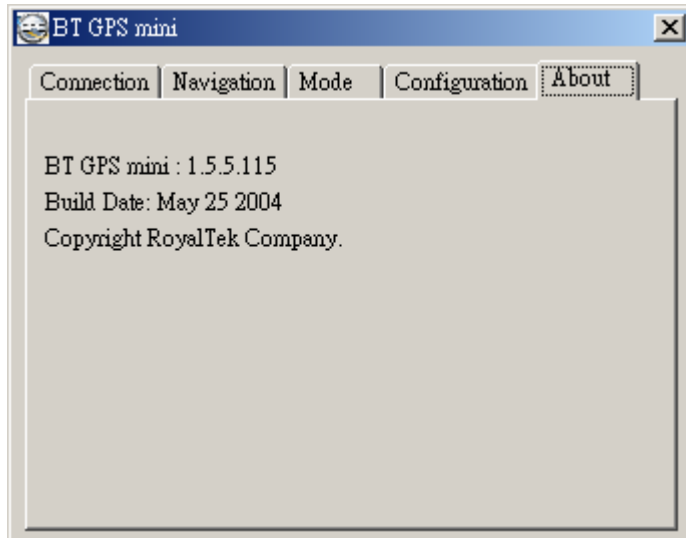 BT GPS mini
Connection Navigation Mode Configuration About
BT GPS mini : 1.5.5.115
Build Date: May 25 2004
Copyright RoyalTek Company.